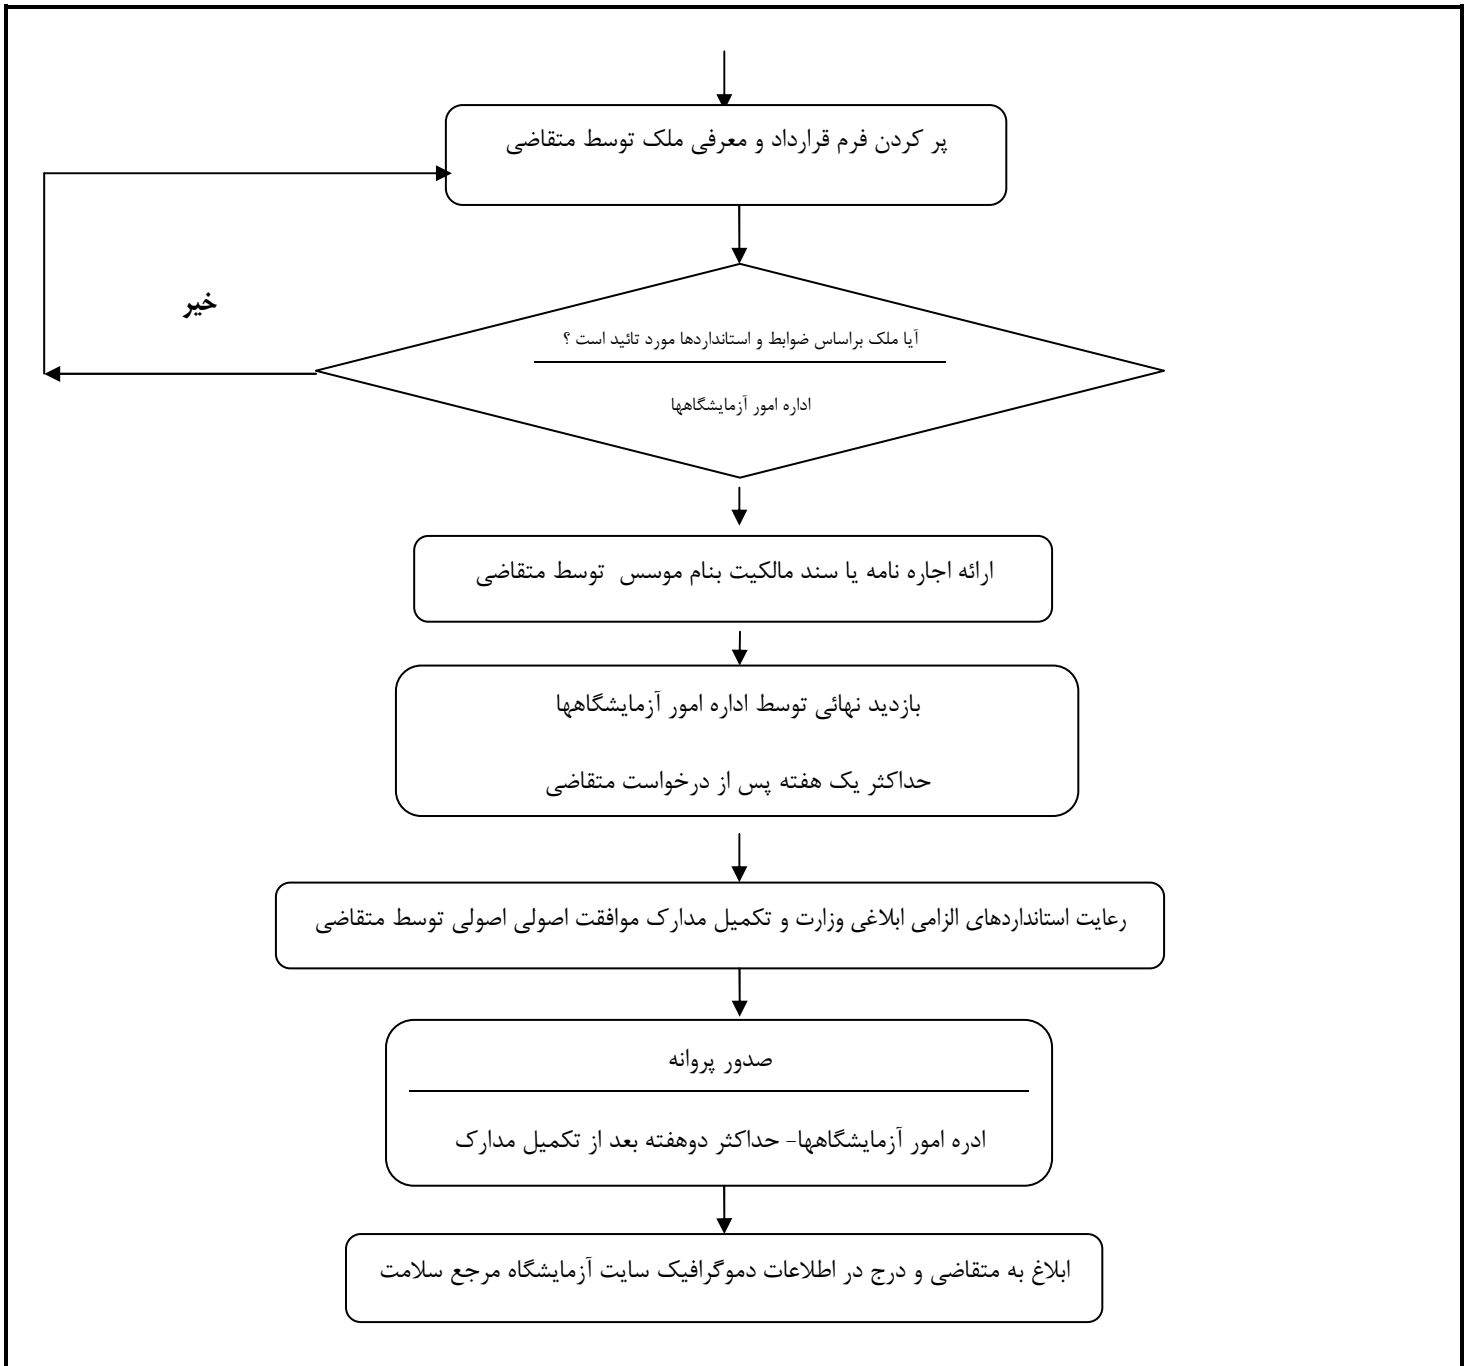 پر کردن فرم قرارداد و معرفی ملک توسط متقاضی
خیر
آیا ملک براساس ضوابط و استانداردها مورد تائید است ؟
اداره امور آزمایشگاهها
ارائه اجاره نامه یا سند مالکیت بنام موسس توسط متقاضی
بازدید نهائی توسط اداره امور آزمایشگاهها
حداکثر یک هفته پس از درخواست متقاضی
رعایت استانداردهای الزامی ابلاغی وزارت و تکمیل مدارک موافقت اصولی اصولی توسط متقاضی
صدور پروانه
ادره امور آزمایشگاهها- حداکثر دوهفته بعد از تکمیل مدارک
ابلاغ به متقاضی و درج در اطلاعات دموگرافیک سایت آزمایشگاه مرجع سلامت